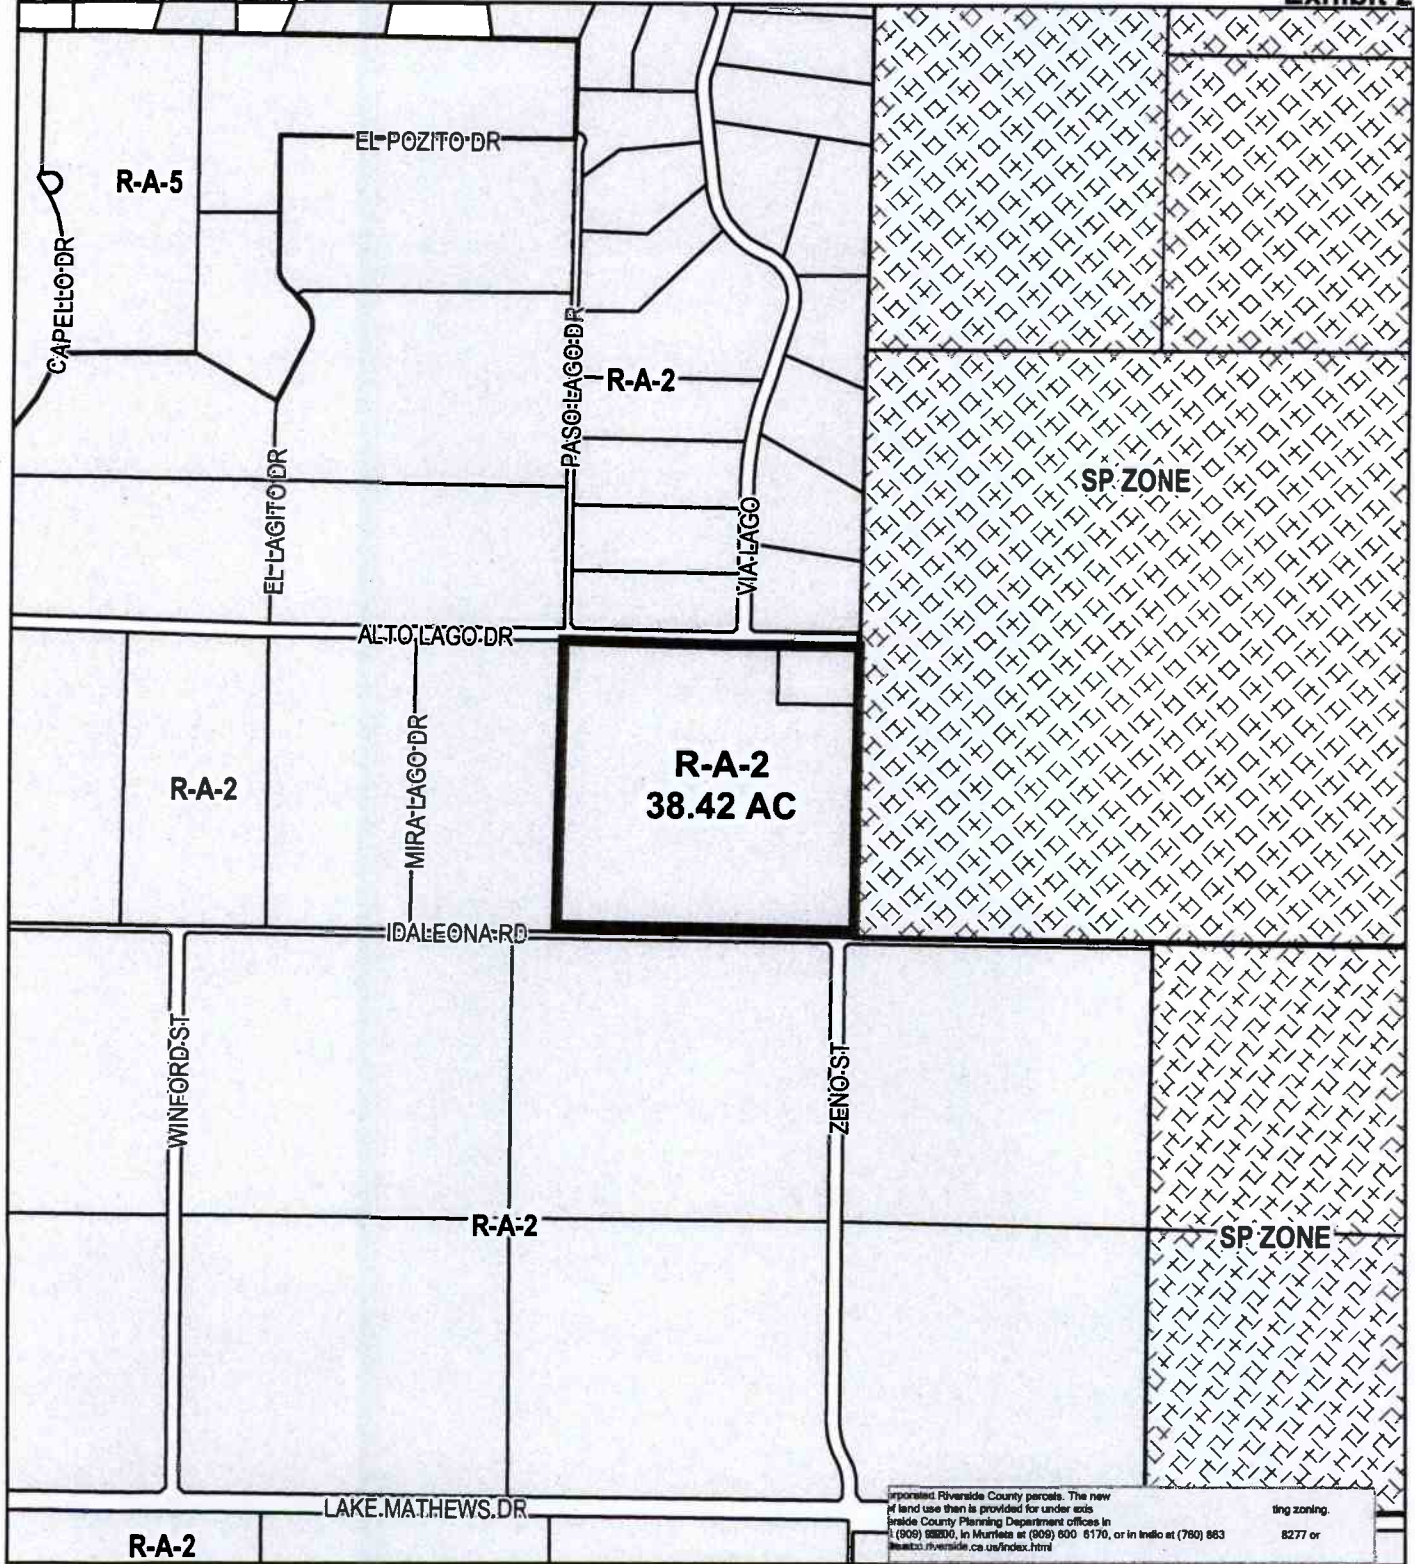 Exhibit 2
EL POZITO DR
R-A-5
CAPELLO DR
PASO LAGO DR
R-A-2
EL LAGITO DR
SP ZONE
VIA LAGO
ALTO LAGO DR
R-A-2
38.42 AC
R-A-2
MIRA LAGO DR
IDALEONA RD
WINFORD ST
ZENO ST
R-A-2
SP ZONE
LAKE MATHEWS DR
R-A-2
Riverside County parcels. The new
land use than is provided for under
ting zoning.
County Planning Department offices in
(909) in Murrieta at (909) 600 6170, or in Indio at (760) 863
8277 or
riverside.ca.us/index.html